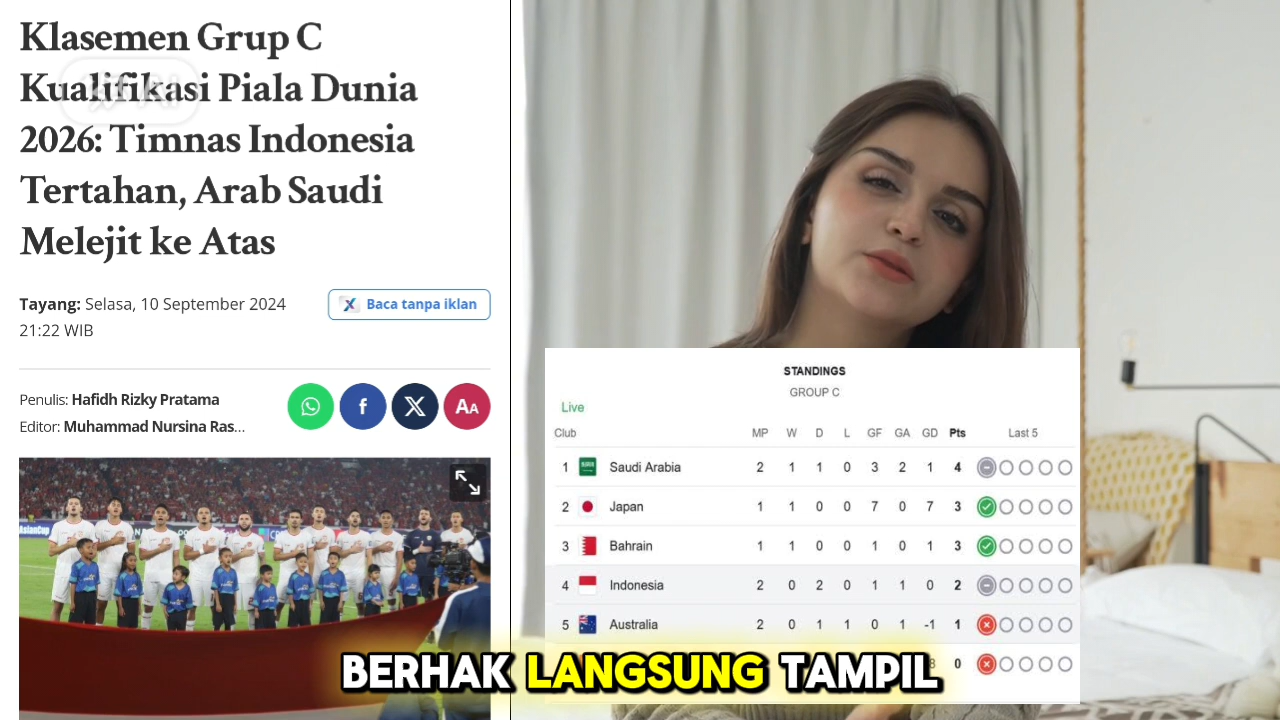 Klasemen Grup C
Kualifikasi Piala Dunia
2026: Timnas Indonesia
Tertahan, Arab Saudi
Melejit ke Atas
Tayang: Selasa, 10 September 2024
21:22 WIB
Baca tanpa iklan
Penulis: Hafidh Rizky Pratama
Editor: Muhammad Nursina Ras...
f X AA
STANDINGS
GROUP C
Live
Club MP W D L GF GA GD Pts Last 5
1 Saudi Arabia 2 1 1 0 3 2 1 4
2 Japan 1 1 0 0 7 0 7 3
3 Bahrain 1 1 0 0 1 0 1 3
4 Indonesia 2 0 2 0 1 1 0 2
5 Australia 2 0 1 1 0 1 -1 1
0
BERHAK LANGSUNG TAMPIL